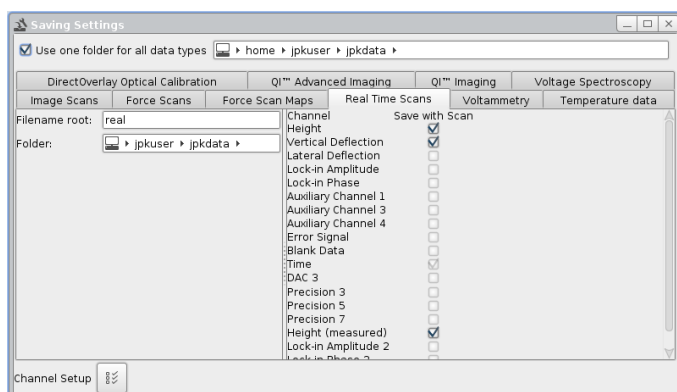 Saving Settings
Use one folder for all data types home jpkuser jpkdata
DirectOverlay Optical Calibration QI™ Advanced Imaging QI™ Imaging Voltage Spectroscopy
Image Scans Force Scans Force Scan Maps Real Time Scans Voltammetry Temperature data
Filename root: real
Folder: jpkuser jpkdata
Channel Save with Scan
Height
Vertical Deflection
Lateral Deflection
Lock-in Amplitude
Lock-in Phase
Auxiliary Channel 1
Auxiliary Channel 3
Auxiliary Channel 4
Error Signal
Blank Data
Time
DAC 3
Precision 3
Precision 5
Precision 7
Height (measured)
Lock-in Amplitude 2
Lock-in Phase 2
Channel Setup